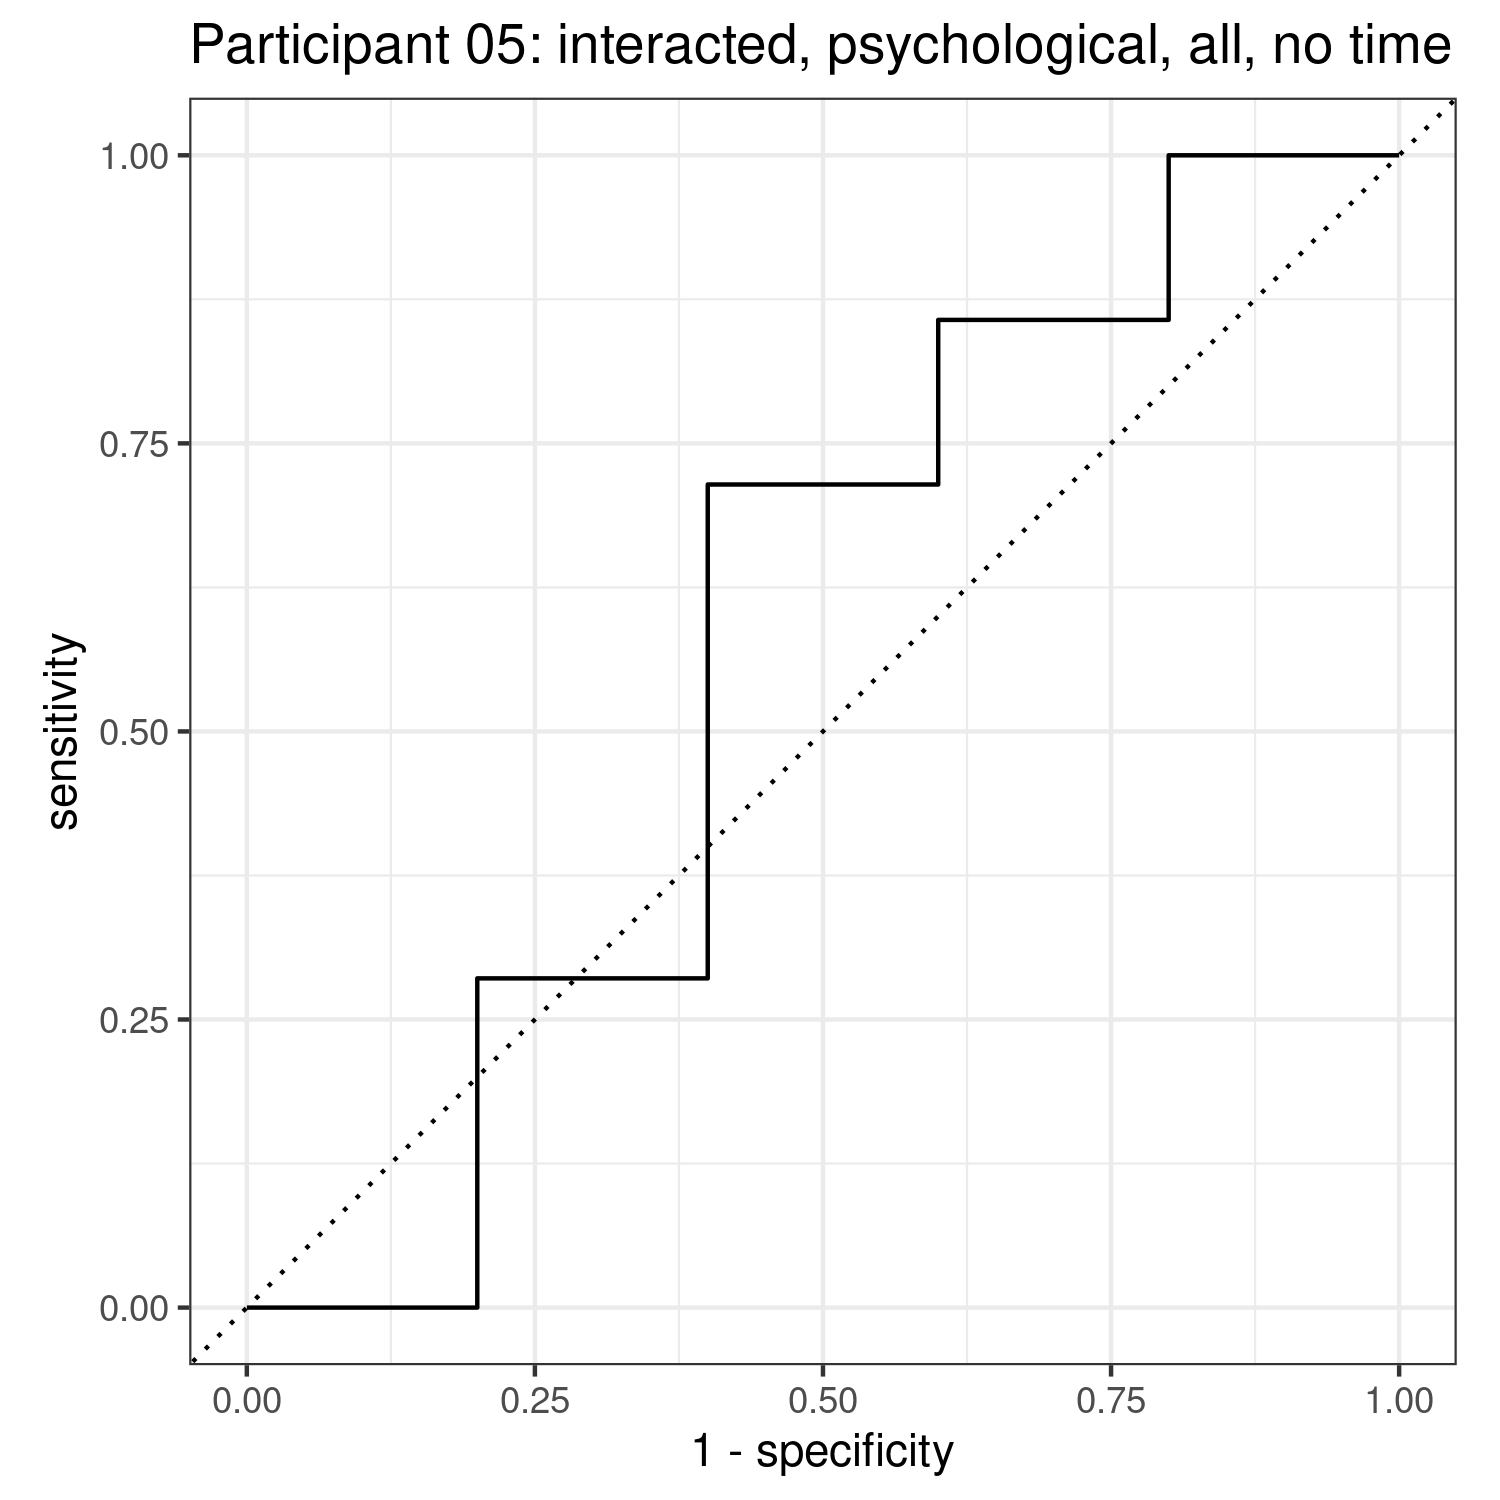 Participant 05: interacted, psychological, all, no time
1.00
0.75
0.50
0.25
0.00
sensitivity
0.00 0.25 0.50 0.75 1.00
1 - specificity